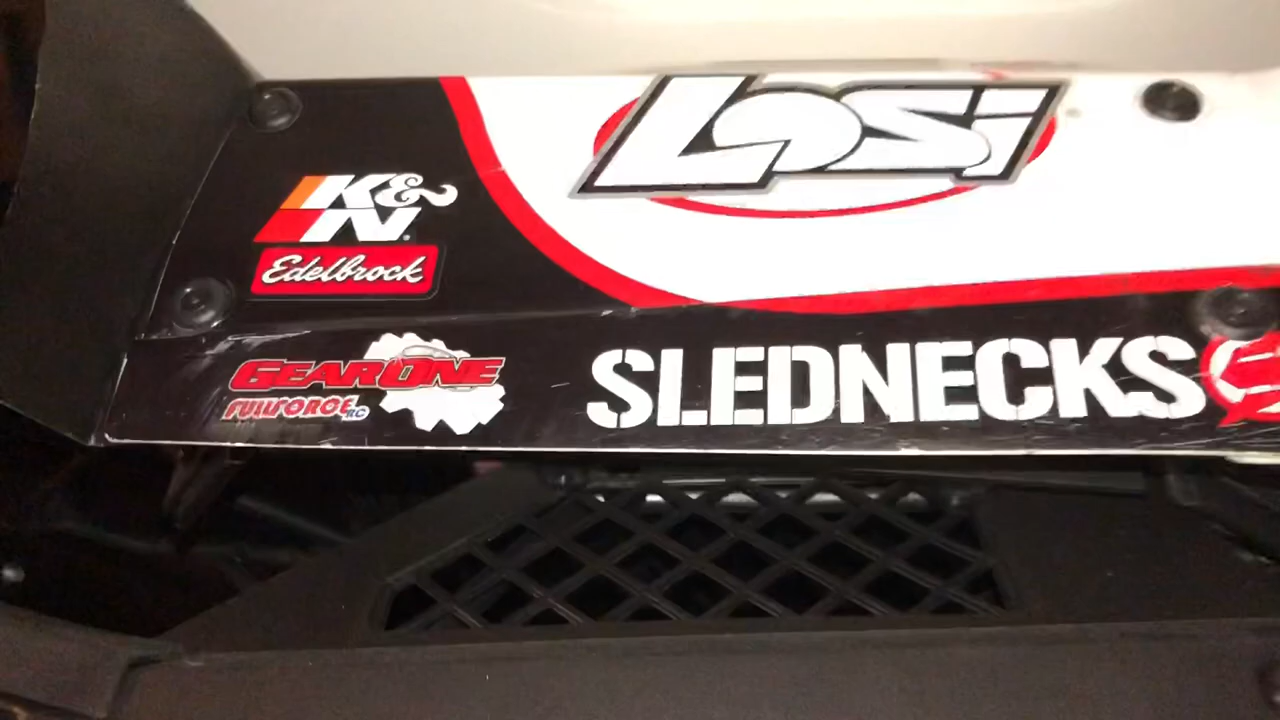 Losi
K&N
Edelbrock
GEARONE
FULLFORCE RC
SLEDNECKS